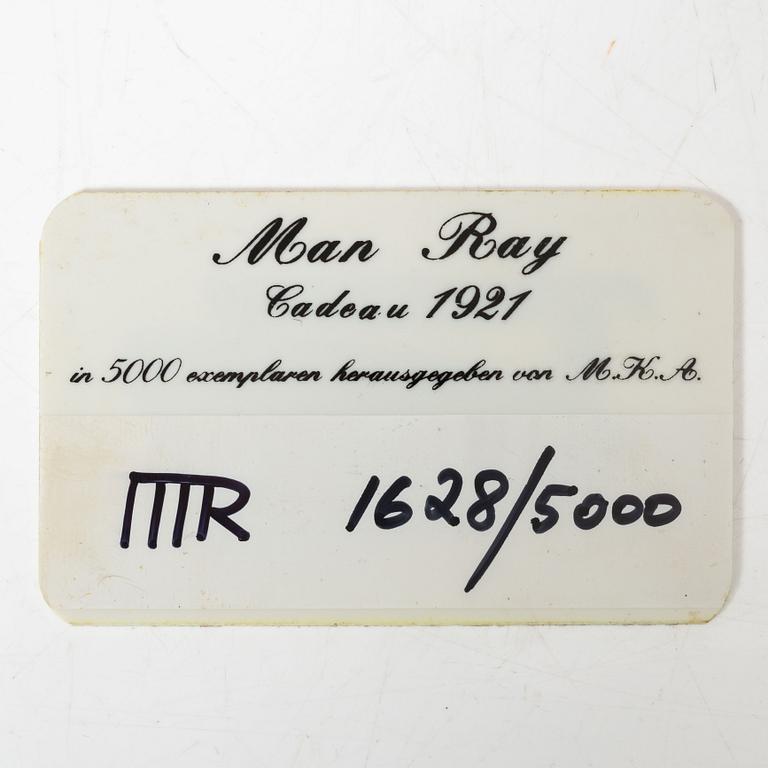 Man Ray
Cadeau 1921
in 5000 exemplaren herausgegeben von M.K.A.
MR 1628/5000